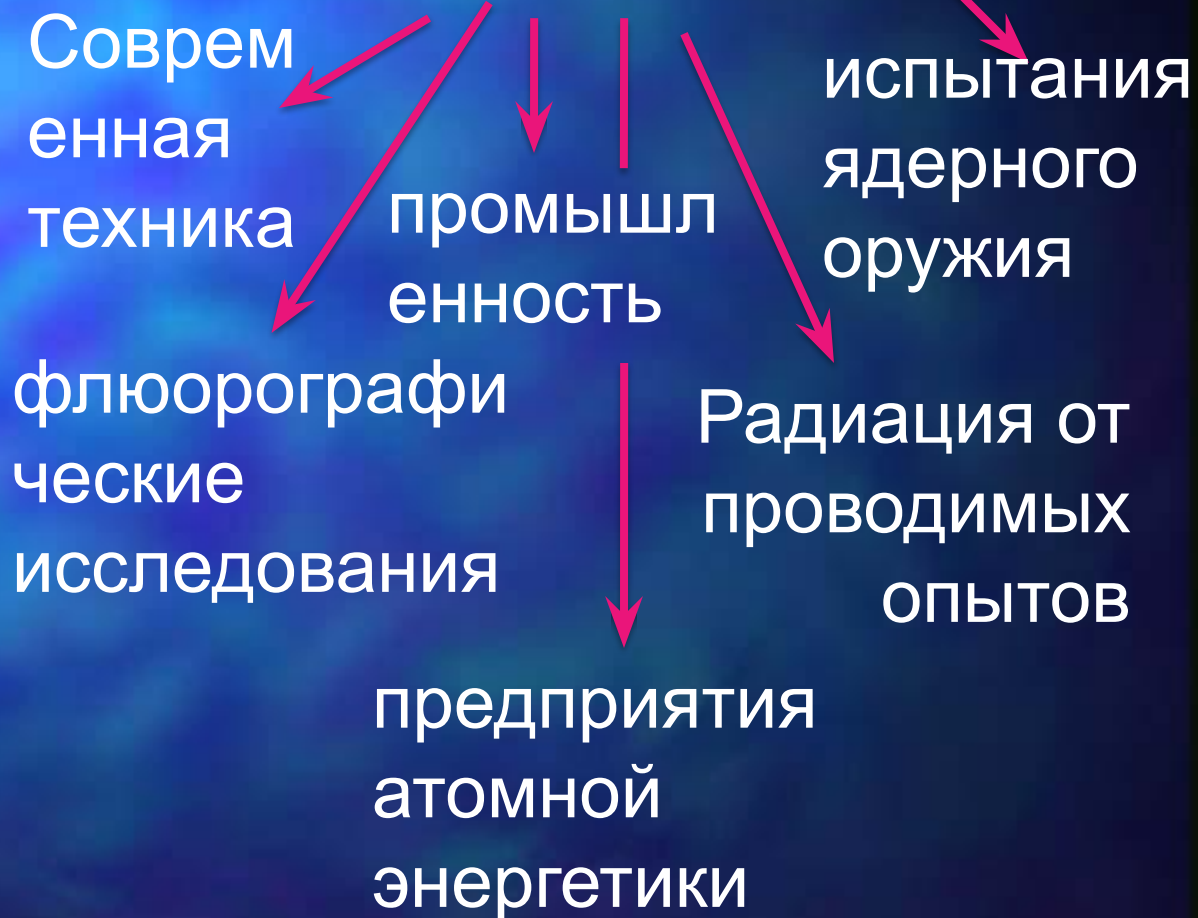 Соврем
енная
техника
испытания
ядерного
оружия
промышл
енность
флюорографи
ческие
исследования
Радиация от
проводимых
опытов
предприятия
атомной
энергетики